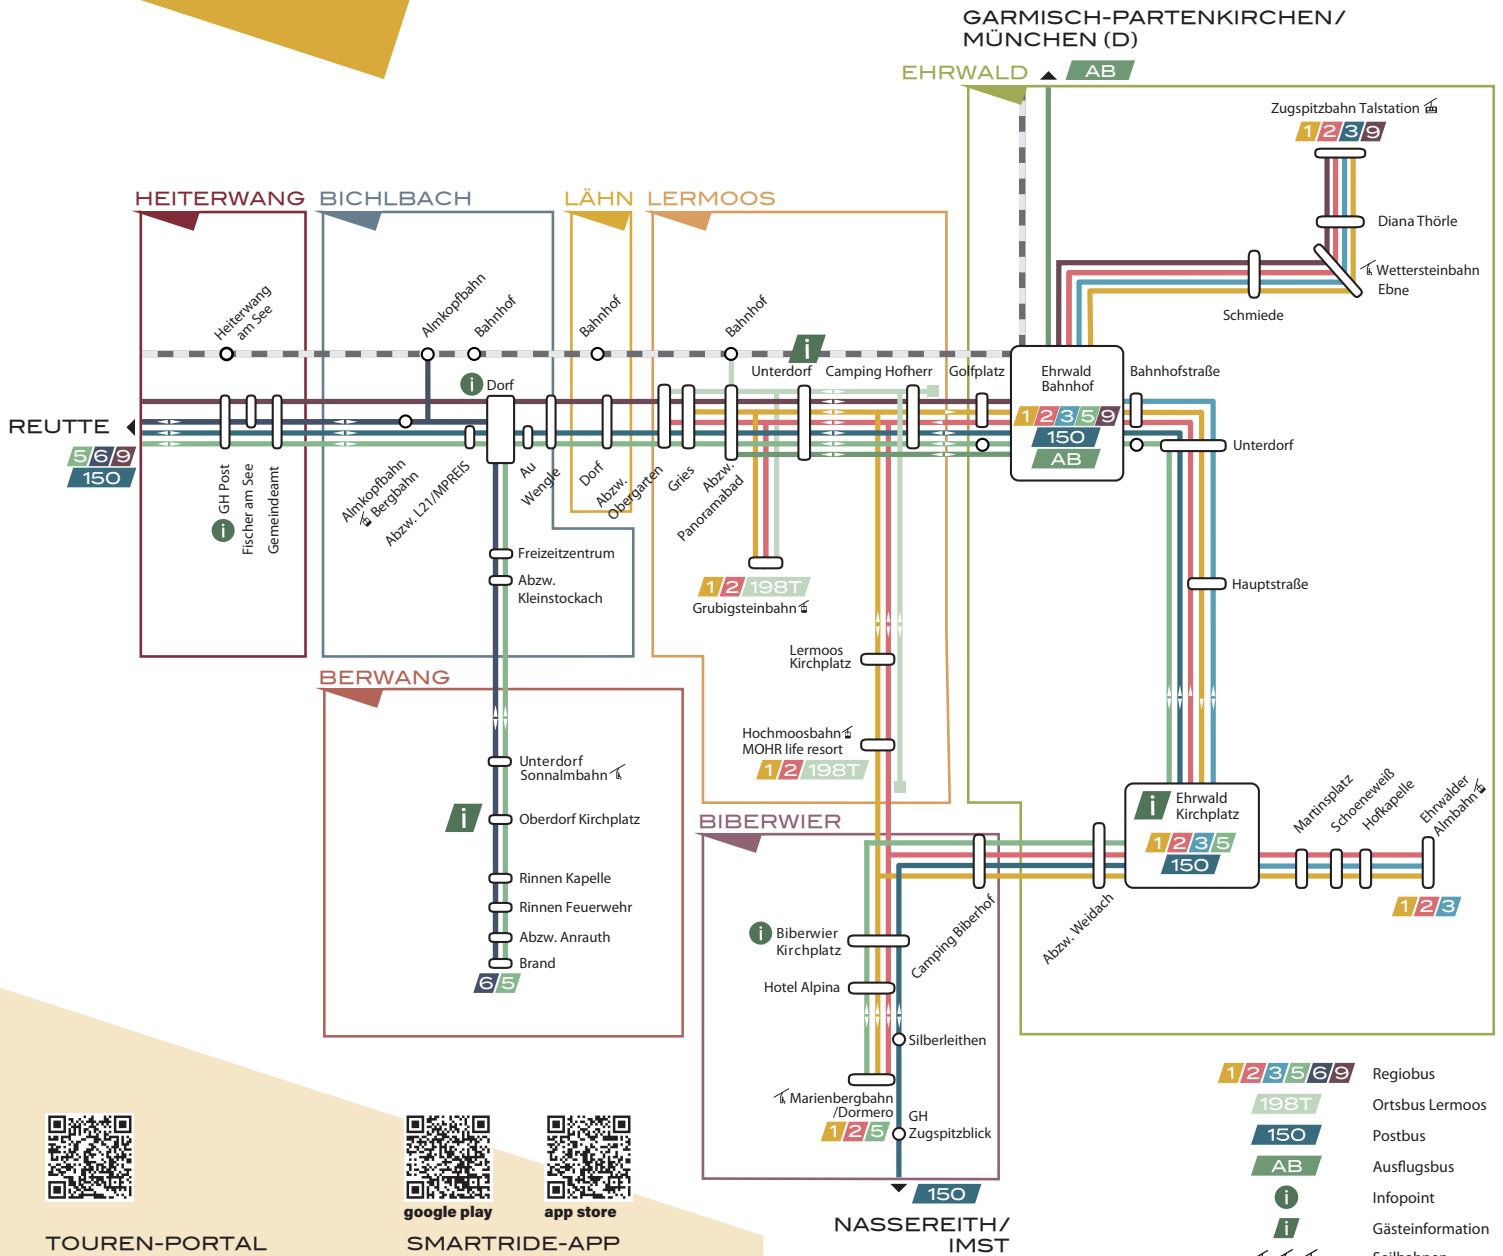 GARMISCH-PARTENKIRCHEN/
MÜNCHEN (D)
EHRWALD
AB
Zugspitzbahn Talstation
1 2 3 9
Diana Thörle
Wettersteinbahn
Ebne
Schmiede
HEITERWANG
BICHLBACH
LÄHN
LERMOOS
Heiterwang
am See
Almkopfbahn
Bahnhof
Bahnhof
Bahnhof
i
i Dorf
Unterdorf
Camping Hofherr
Golfplatz
Ehrwald
Bahnhof
1 2 3 5 9
150
AB
Bahnhofstraße
Unterdorf
REUTTE
5 6 9
150
i GH Post
Fischer am See
Gemeindeamt
Almkopfbahn
Bergbahn
Abzw. L21/MPREIS
Au
Wengle
Dorf
Abzw.
Obergarten
Gries
Abzw.
Panoramabad
Freizeitzentrum
Abzw.
Kleinstockach
1 2 198T
Grubigsteinbahn
Hauptstraße
Lermoos
Kirchplatz
BERWANG
Hochmoosbahn
MOHR life resort
1 2 198T
Unterdorf
Sonnalmbahn
i
Oberdorf Kirchplatz
Rinnen Kapelle
Rinnen Feuerwehr
Abzw. Anrauth
Brand
6 5
BIBERWIER
i
Ehrwald
Kirchplatz
1 2 3 5
150
Martinsplatz
Schoeneweiß
Hofkapelle
Ehrwalder
Almbahn
1 2 3
Camping Biberhof
Abzw. Weidach
i Biberwier
Kirchplatz
Hotel Alpina
Silberleithen
Marienbergbahn
/Dormero
1 2 5
GH
Zugspitzblick
150
NASSEREITH/
IMST
1 2 3 5 6 9 Regiobus
198T Ortsbus Lermoos
150 Postbus
AB Ausflugsbus
i Infopoint
i Gästeinformation
Seilbahnen
google play
app store
TOUREN-PORTAL
SMARTRIDE-APP